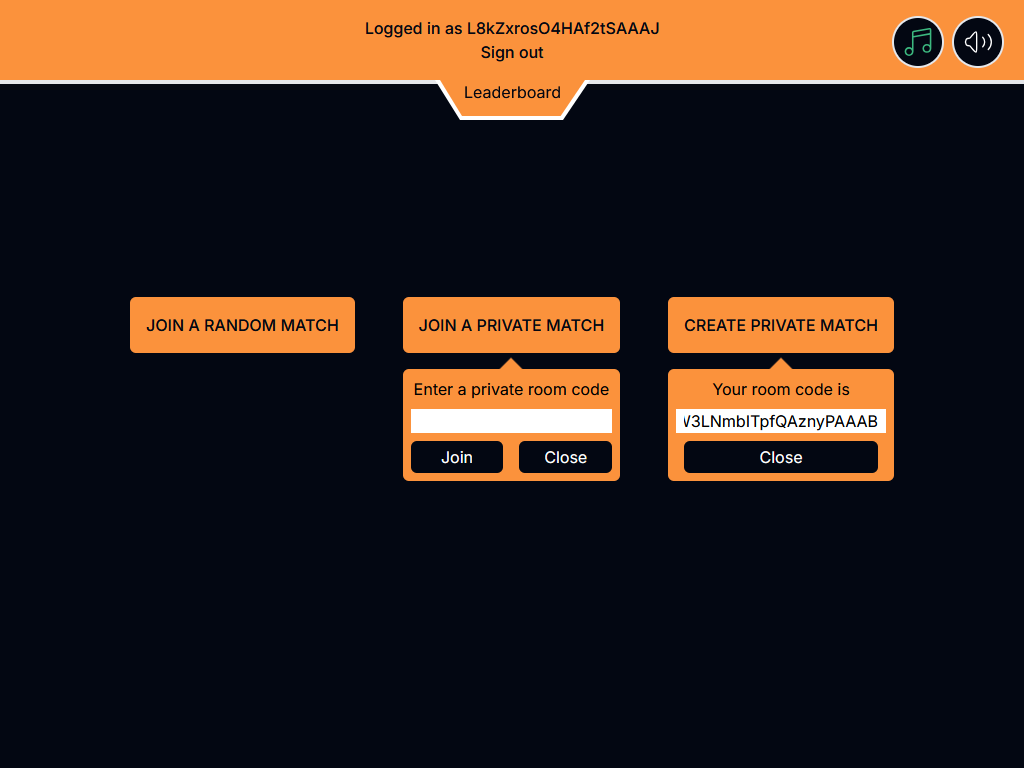 Logged in as L8kZxrosO4HAf2tSAAAJ
Sign out
Leaderboard
JOIN A RANDOM MATCH
JOIN A PRIVATE MATCH
CREATE PRIVATE MATCH
Enter a private room code
Join
Close
Your room code is
V3LNmbITpfQAznyPAAAB
Close